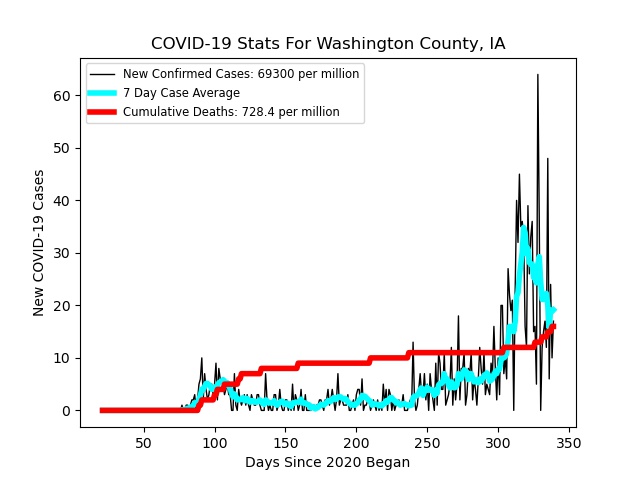 COVID-19 Stats For Washington County, IA
New Confirmed Cases: 69300 per million
7 Day Case Average
Cumulative Deaths: 728.4 per million
New COVID-19 Cases
60
50
40
30
20
10
0
50 100 150 200 250 300 350
Days Since 2020 Began